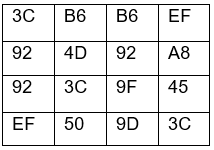 3C B6 B6 EF
92 4D 92 A8
92 3C 9F 45
EF 50 9D 3C